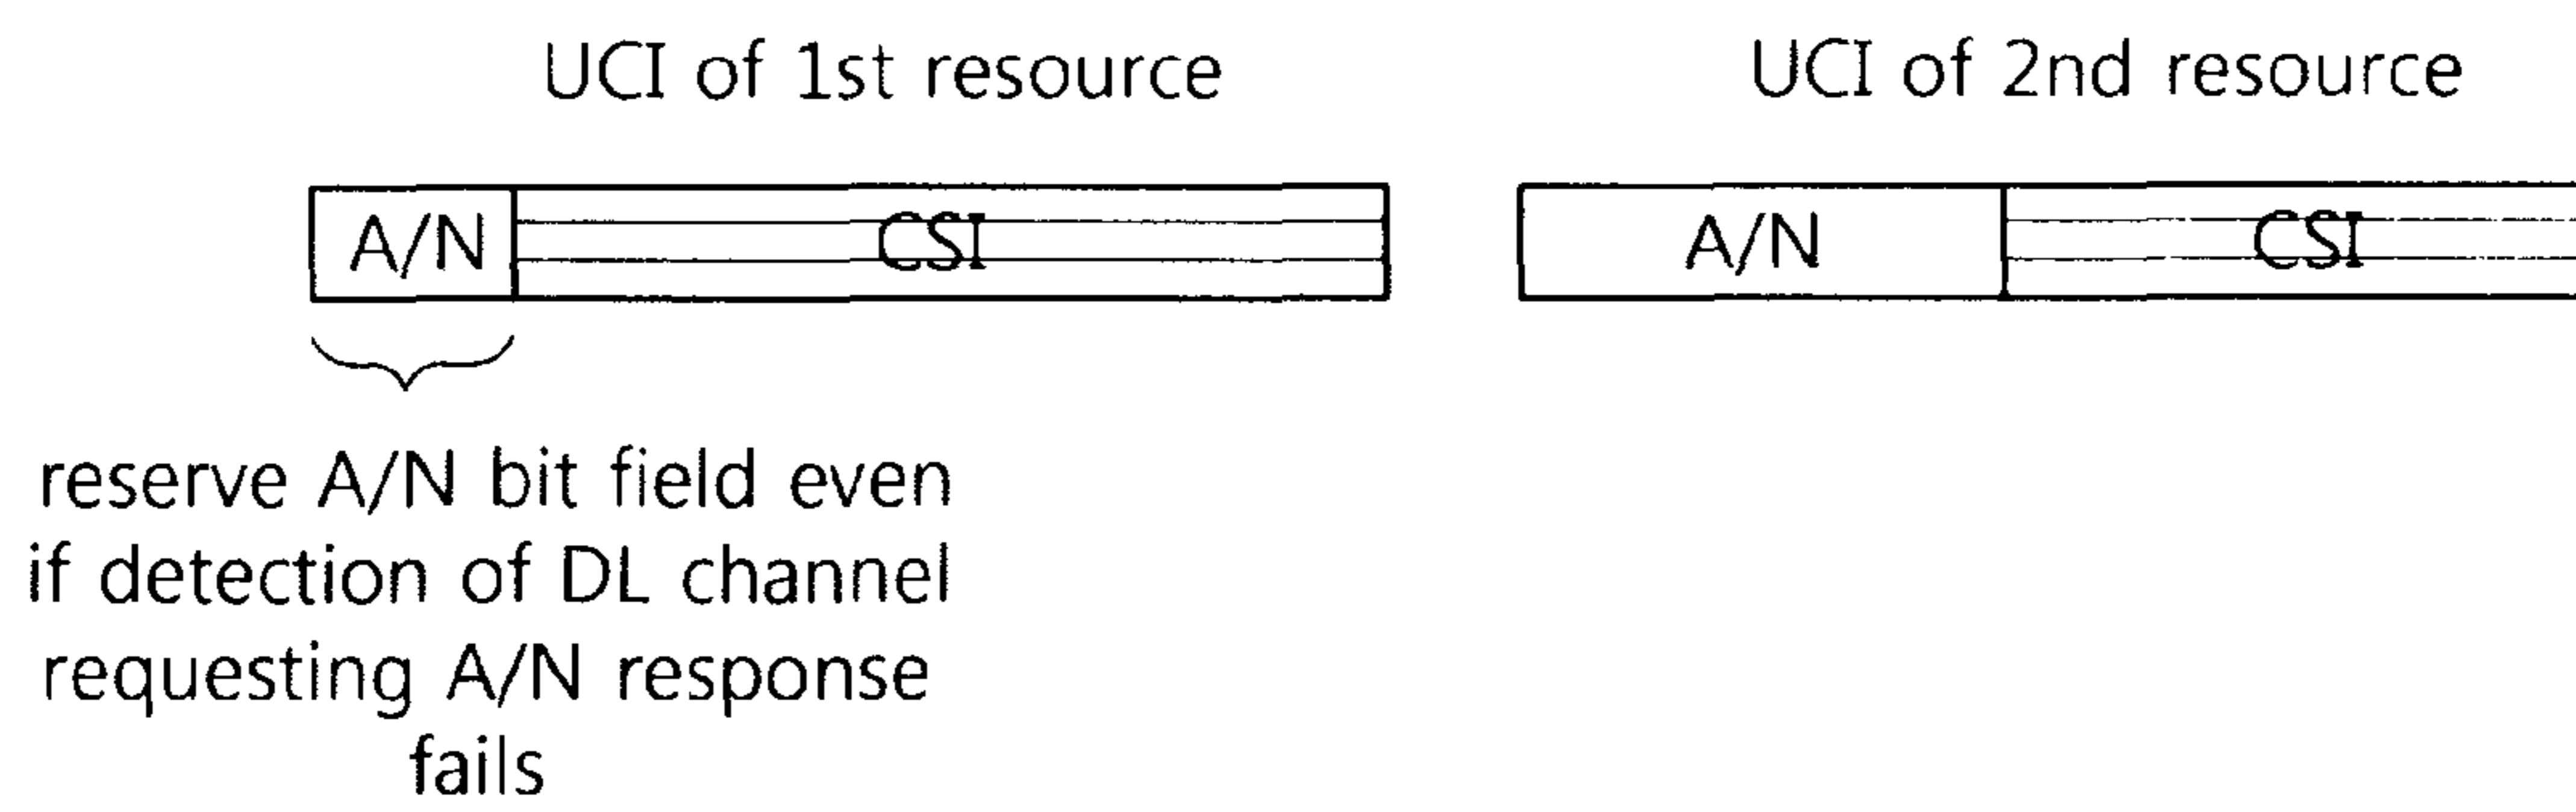 UCI of 1st resource
UCI of 2nd resource
A/N
CSI
A/N
CSI
reserve A/N bit field even
if detection of DL channel
requesting A/N response
fails